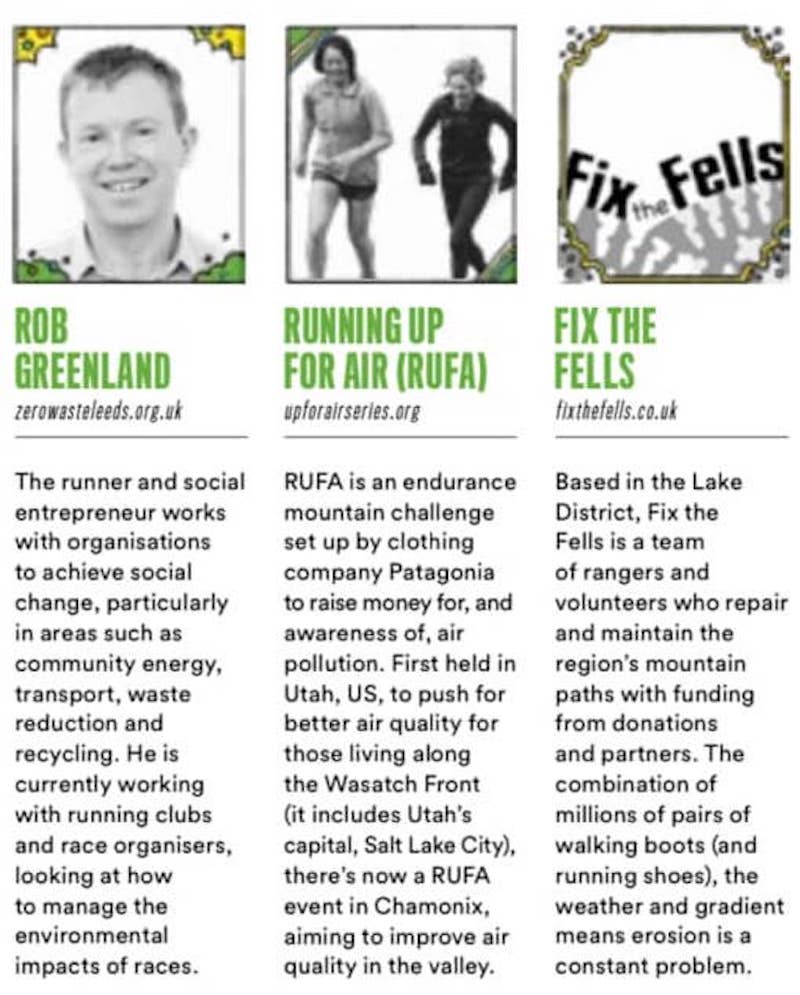 Fix the Fells
ROB
GREENLAND
zerowasteleeds.org.uk
The runner and social
entrepreneur works
with organisations
to achieve social
change, particularly
in areas such as
community energy,
transport, waste
reduction and
recycling. He is
currently working
with running clubs
and race organisers,
looking at how
to manage the
environmental
impacts of races.
RUNNING UP
FOR AIR (RUFA)
upforairseries.org
RUFA is an endurance
mountain challenge
set up by clothing
company Patagonia
to raise money for, and
awareness of, air
pollution. First held in
Utah, US, to push for
better air quality for
those living along
the Wasatch Front
(it includes Utah's
capital, Salt Lake City),
there's now a RUFA
event in Chamonix,
aiming to improve air
quality in the valley.
FIX THE
FELLS
fixthefells.co.uk
Based in the Lake
District, Fix the
Fells is a team
of rangers and
volunteers who repair
and maintain the
region's mountain
paths with funding
from donations
and partners. The
combination of
millions of pairs of
walking boots (and
running shoes), the
weather and gradient
means erosion is a
constant problem.